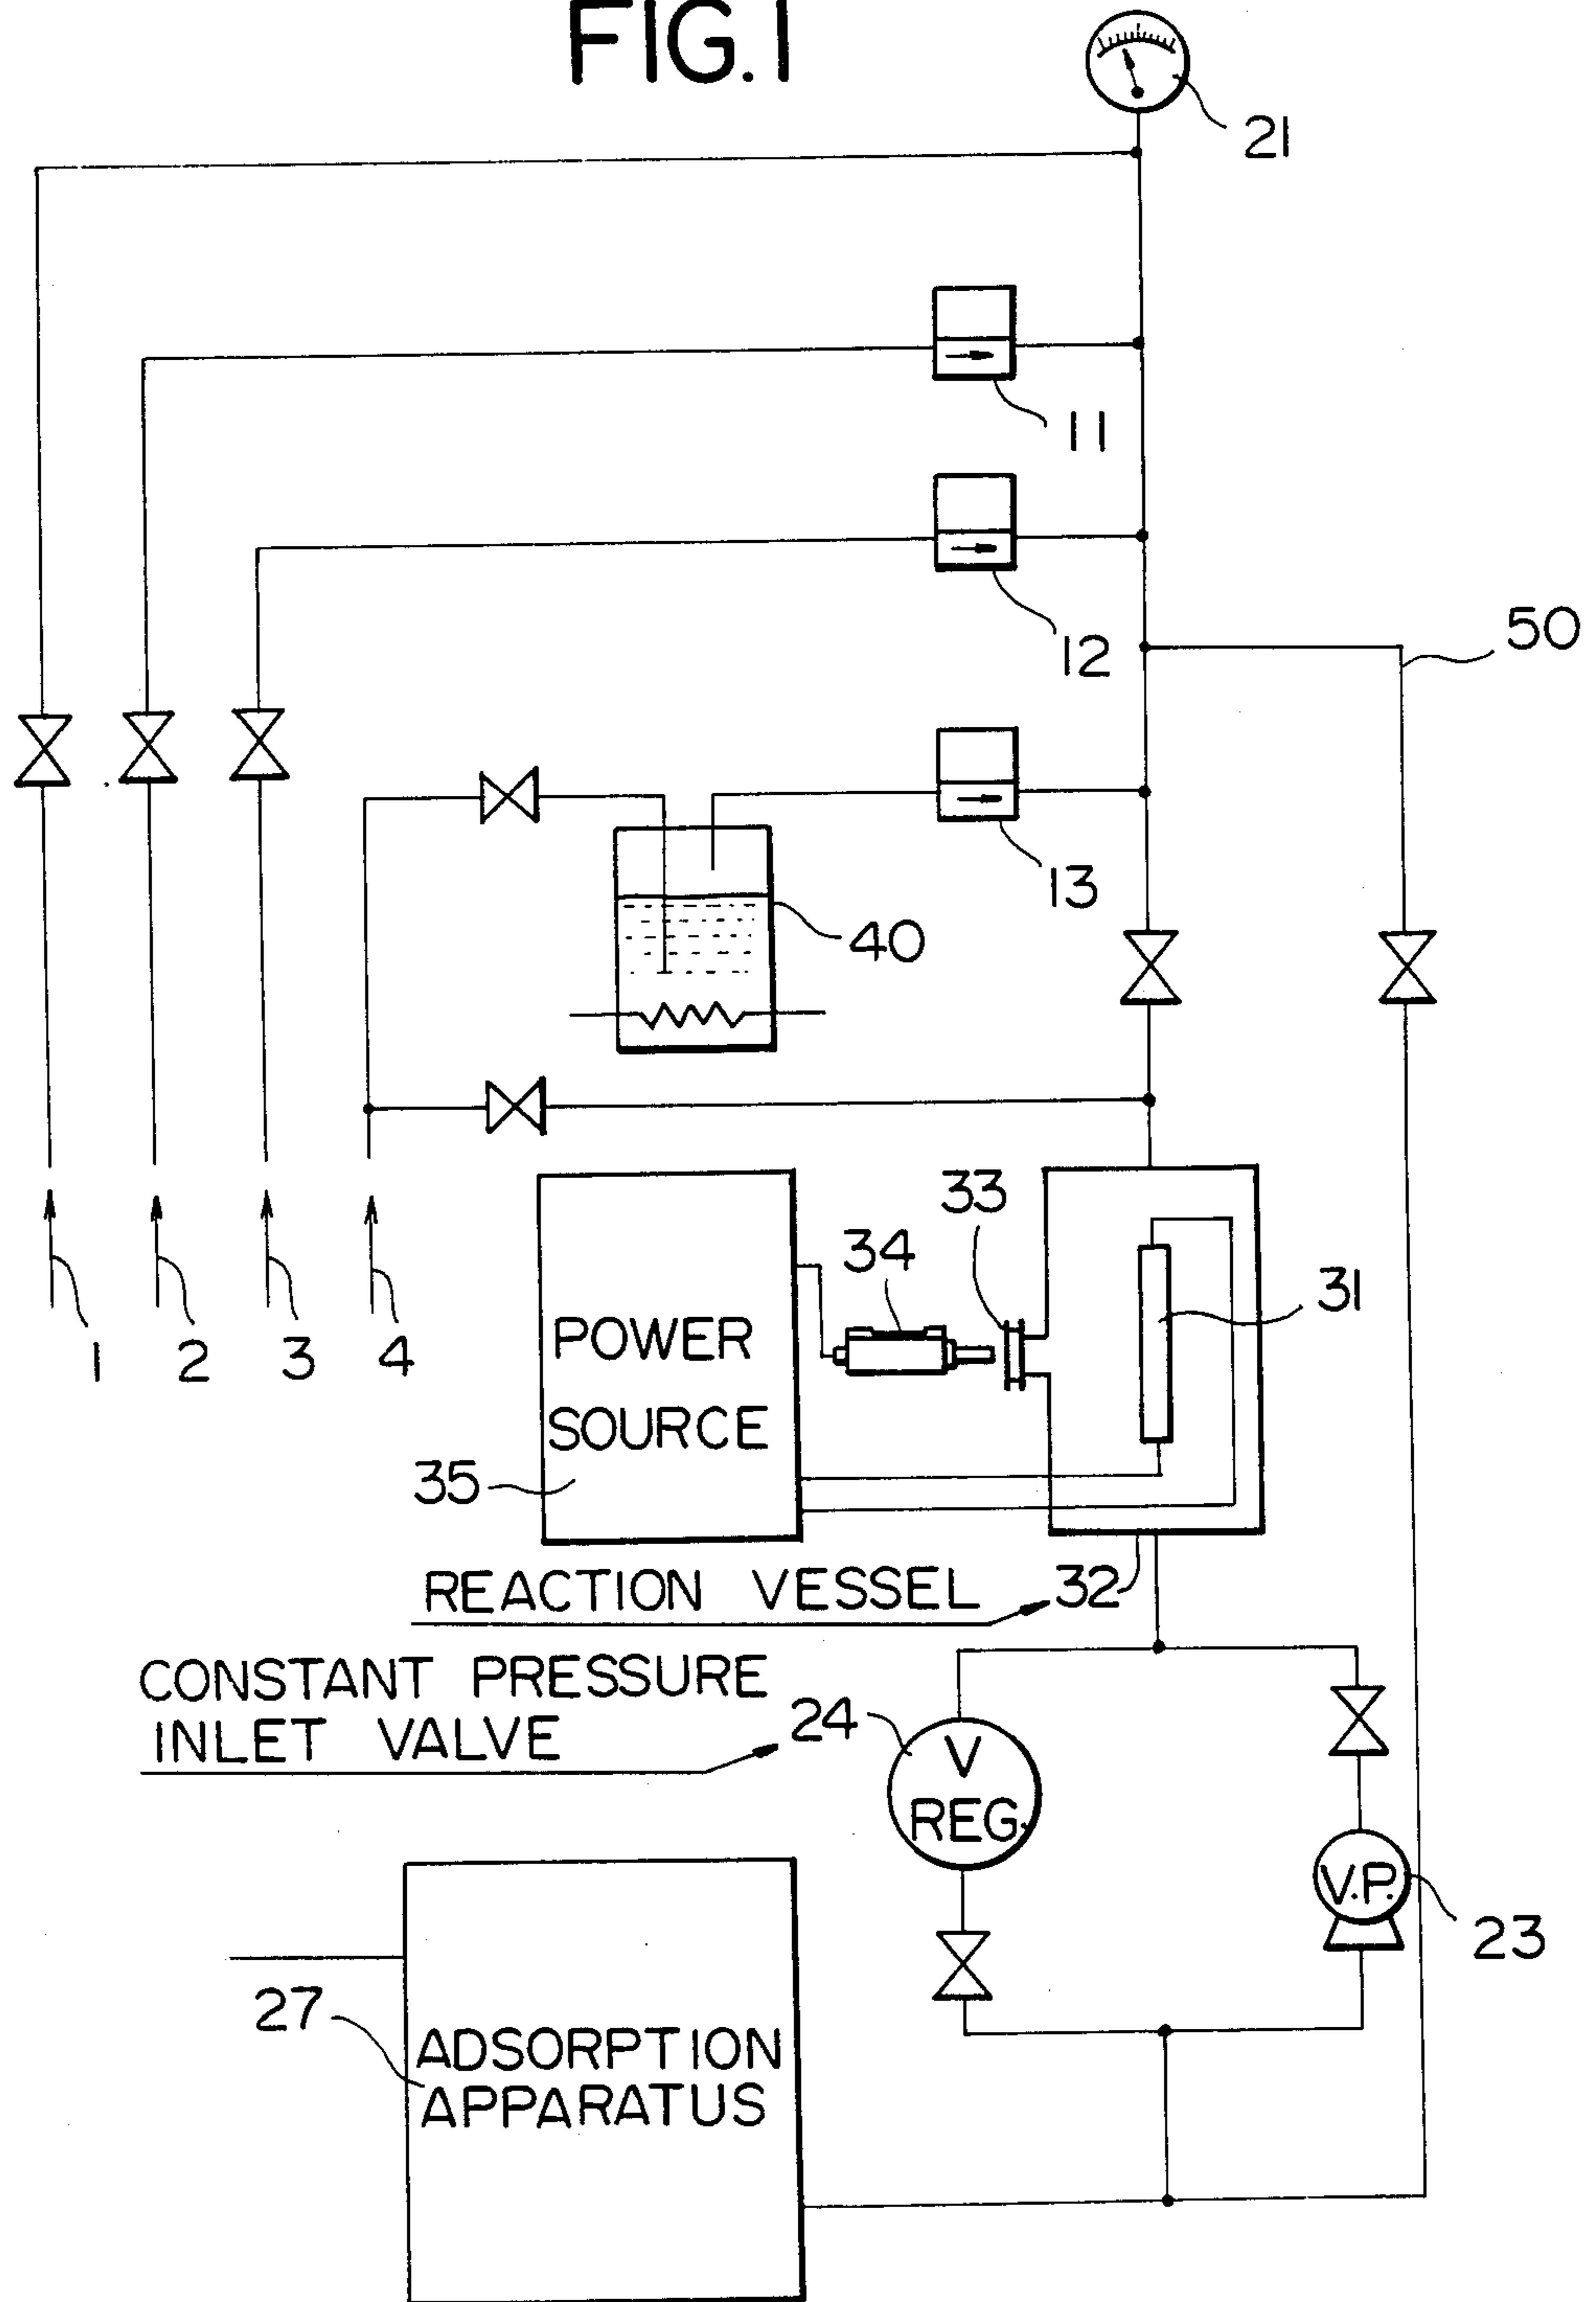 FIG.1
21
11
12
50
13
40
33
34
31
1
2
3
4
POWER
SOURCE
35
REACTION VESSEL
32
CONSTANT PRESSURE
INLET VALVE
24
V
REG.
V.P.
23
27
ADSORPTION
APPARATUS